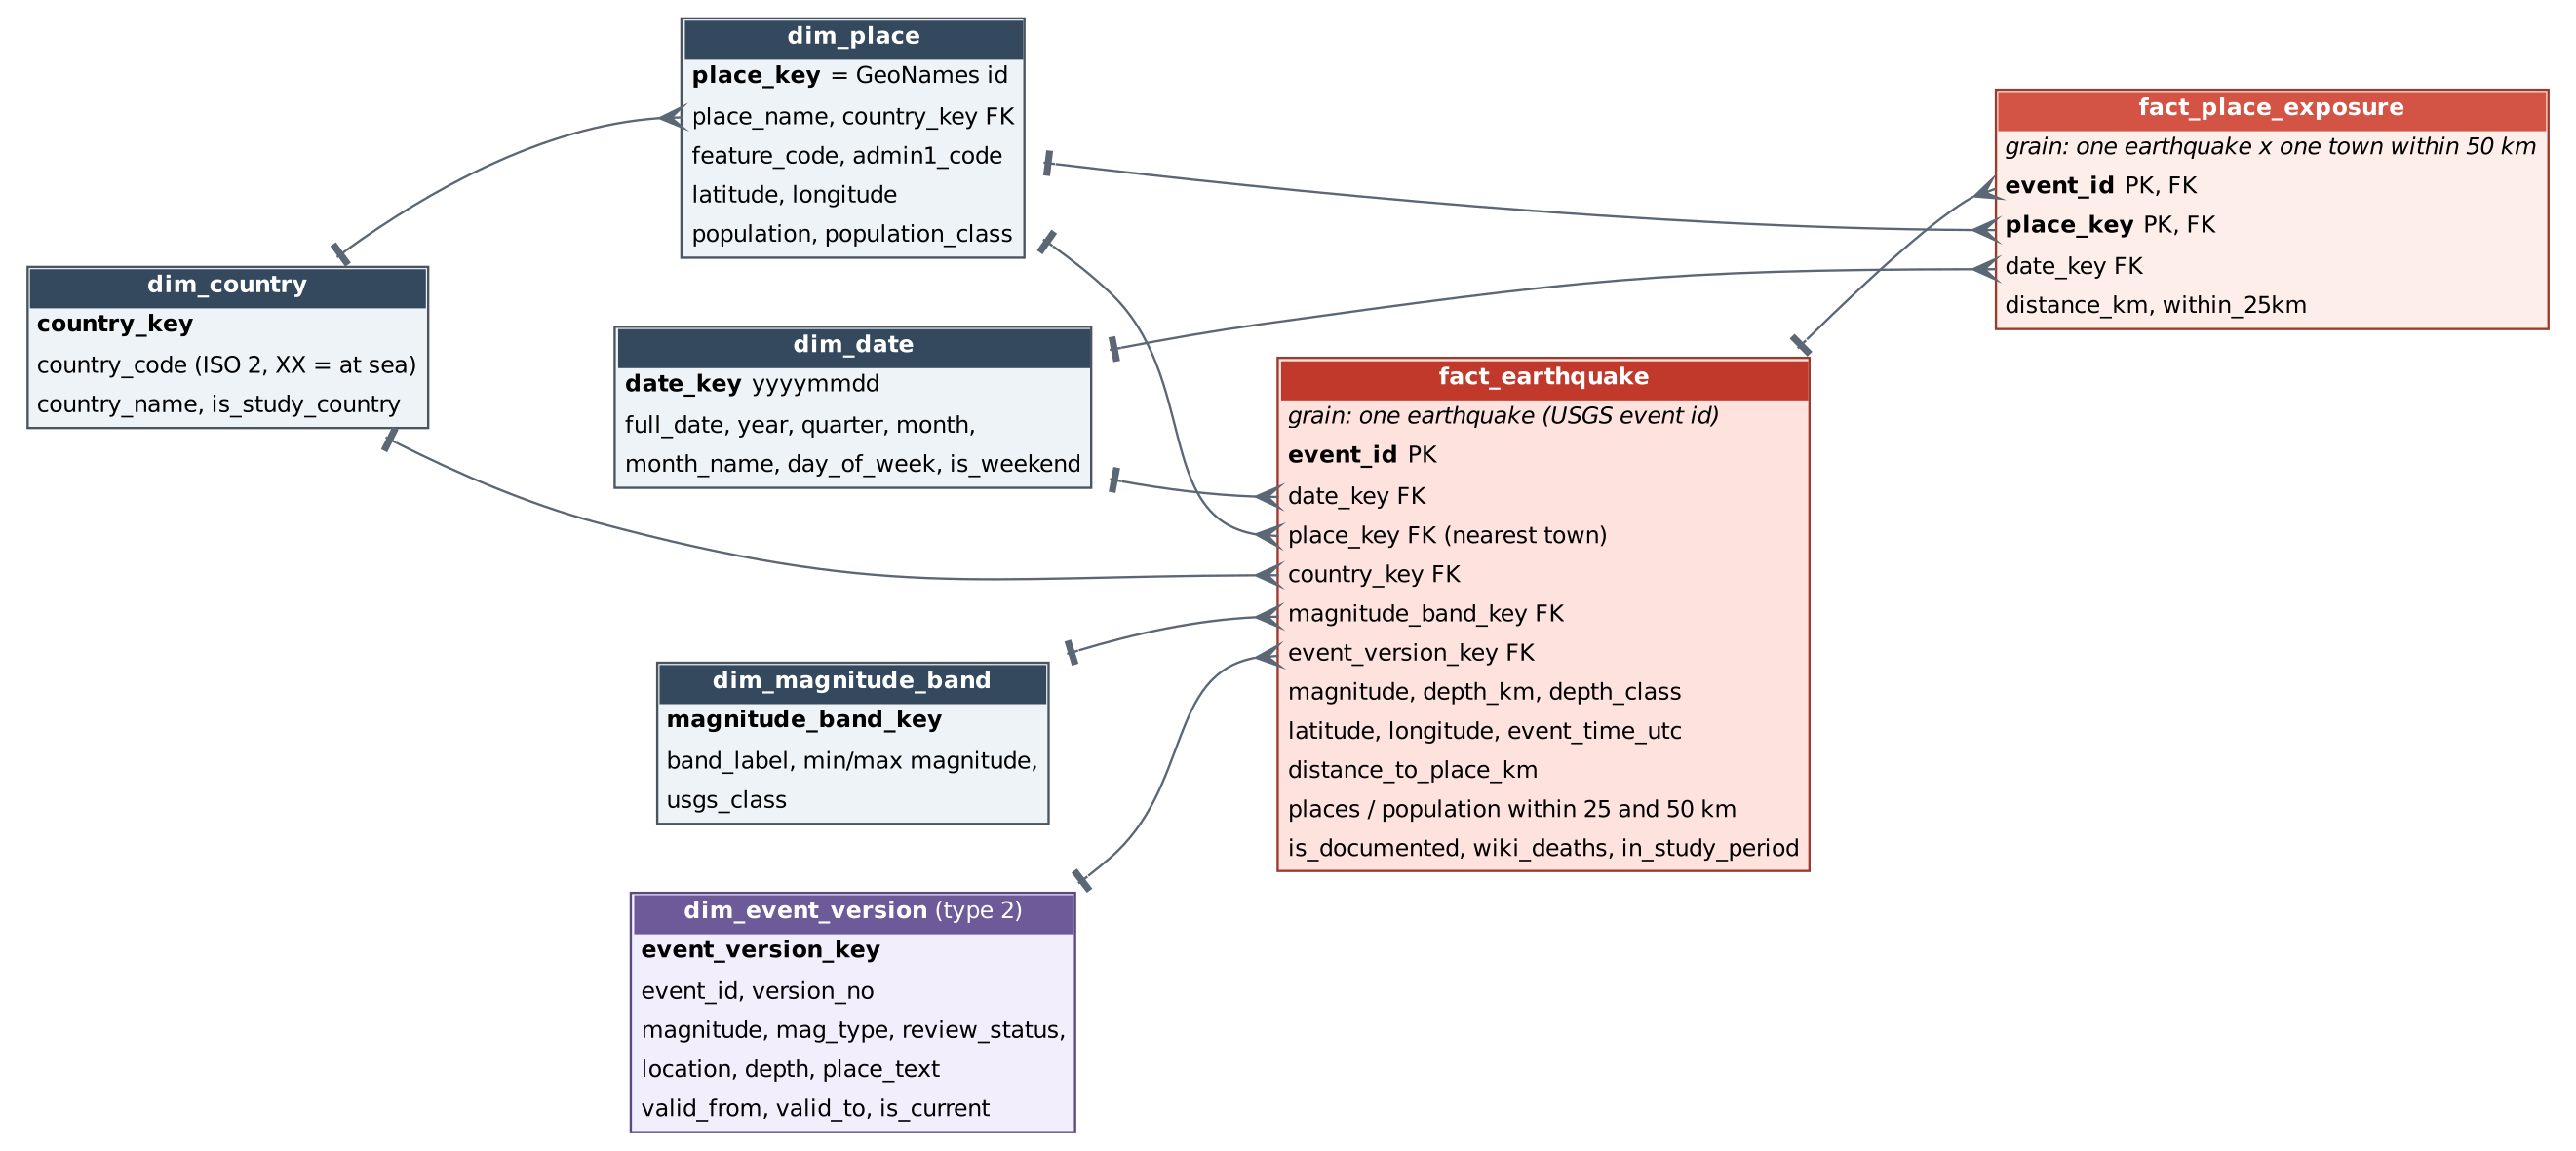 dim_place
place_key = GeoNames id
place_name, country_key FK
feature_code, admin1_code
latitude, longitude
population, population_class
fact_place_exposure
grain: one earthquake x one town within 50 km
event_id PK, FK
place_key PK, FK
date_key FK
distance_km, within_25km
dim_country
country_key
country_code (ISO 2, XX = at sea)
country_name, is_study_country
dim_date
date_key yyyymmdd
full_date, year, quarter, month,
month_name, day_of_week, is_weekend
fact_earthquake
grain: one earthquake (USGS event id)
event_id PK
date_key FK
place_key FK (nearest town)
country_key FK
magnitude_band_key FK
event_version_key FK
magnitude, depth_km, depth_class
latitude, longitude, event_time_utc
distance_to_place_km
places / population within 25 and 50 km
is_documented, wiki_deaths, in_study_period
dim_magnitude_band
magnitude_band_key
band_label, min/max magnitude,
usgs_class
dim_event_version (type 2)
event_version_key
event_id, version_no
magnitude, mag_type, review_status,
location, depth, place_text
valid_from, valid_to, is_current